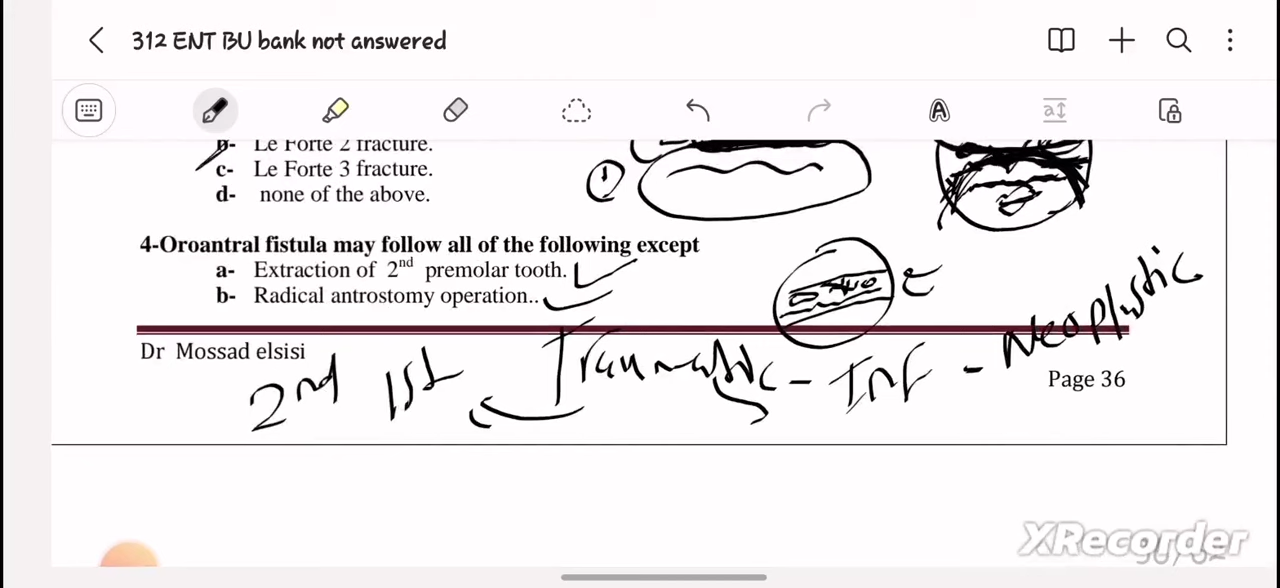 312 ENT BU bank not answered
b- Le Forte 2 fracture.
c- Le Forte 3 fracture.
d- none of the above.
4-Oroantral fistula may follow all of the following except
a- Extraction of 2nd premolar tooth.
b- Radical antrostomy operation..
Dr Mossad elsisi
Page 36
2nd 1st Traumatic - Inf - Neoplastic
XRecorder